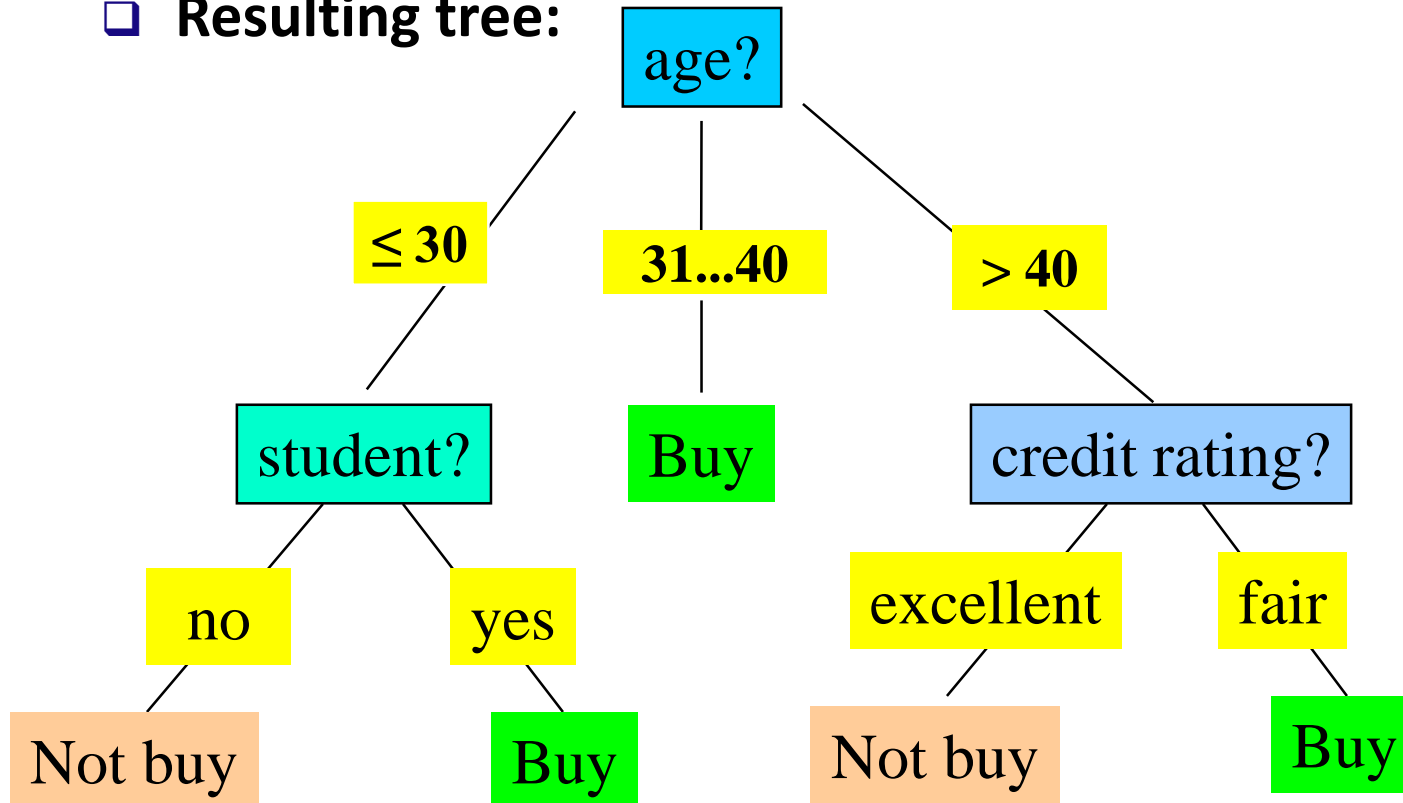 ❑ Resulting tree:
age?
≤ 30
31...40
> 40
student?
Buy
credit rating?
no
yes
excellent
fair
Not buy
Buy
Not buy
Buy